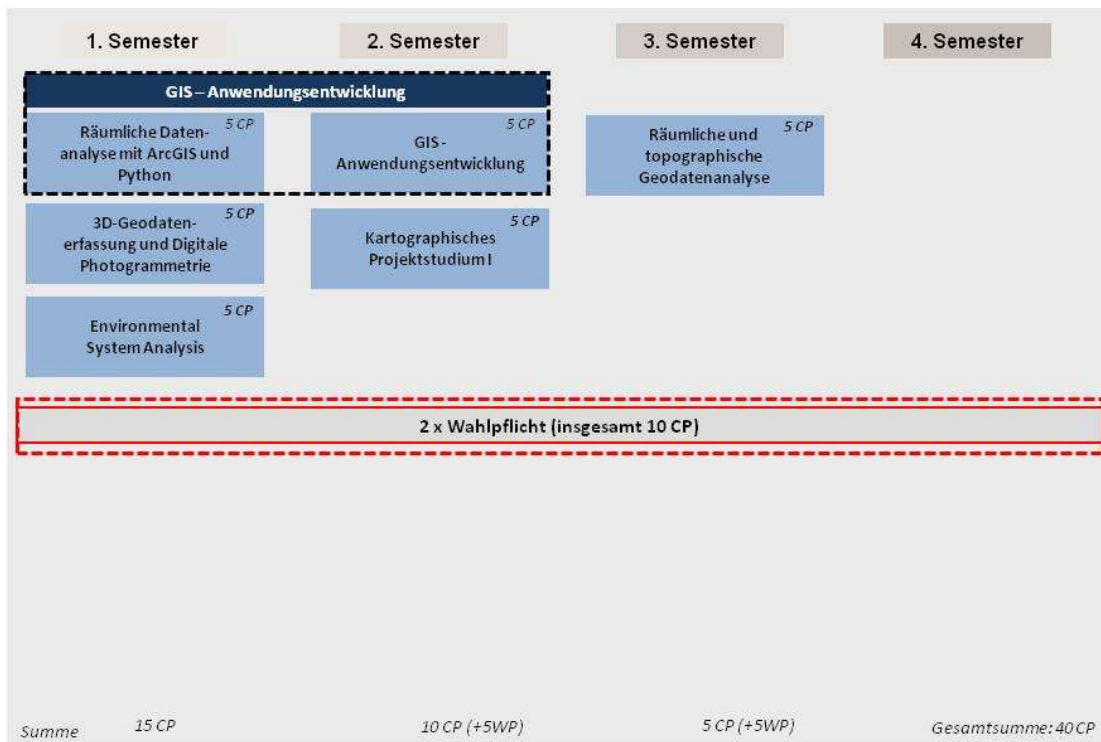 1. Semester
2. Semester
3. Semester
4. Semester
GIS – Anwendungsentwicklung
5 CP
Räumliche Daten-
analyse mit ArcGIS und
Python
5 CP
GIS -
Anwendungsentwicklung
5 CP
Räumliche und
topographische
Geodatenanalyse
5 CP
3D-Geodaten-
erfassung und Digitale
Photogrammetrie
5 CP
Kartographisches
Projektstudium I
5 CP
Environmental
System Analysis
2 x Wahlpflicht (insgesamt 10 CP)
Summe
15 CP
10 CP (+5WP)
5 CP (+5WP)
Gesamtsumme: 40 CP